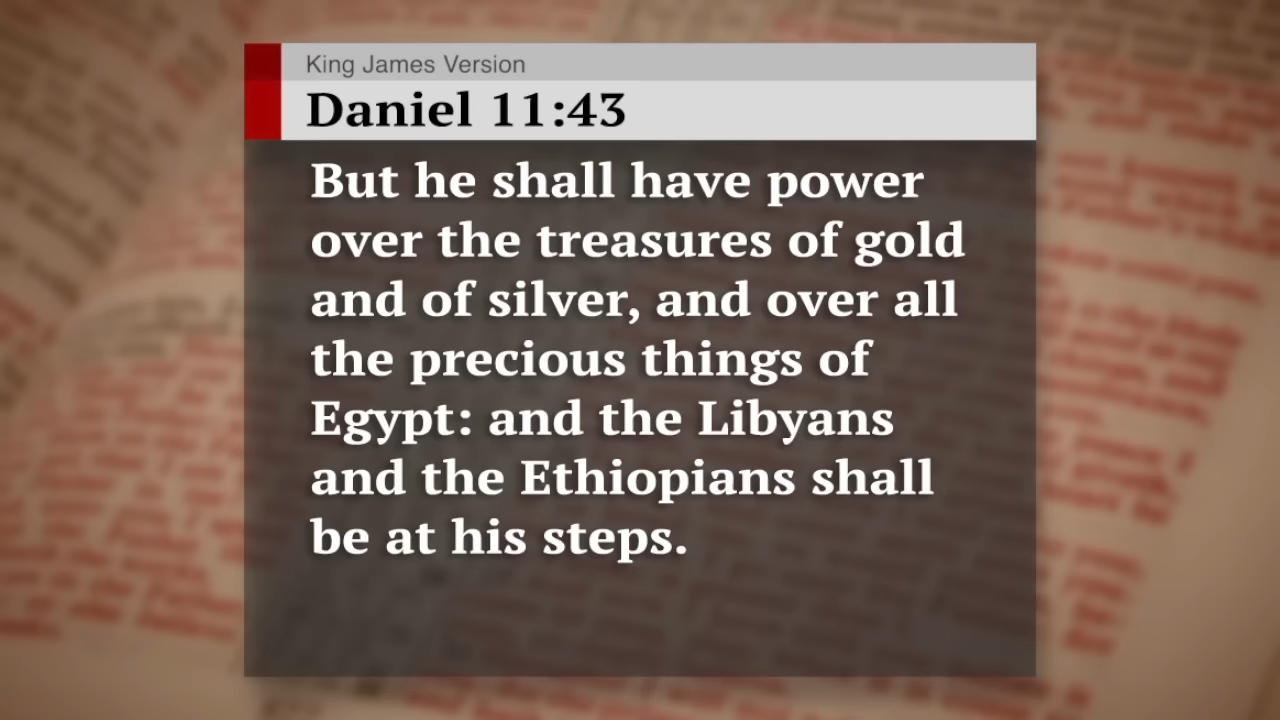 King James Version
Daniel 11:43
But he shall have power
over the treasures of gold
and of silver, and over all
the precious things of
Egypt: and the Libyans
and the Ethiopians shall
be at his steps.